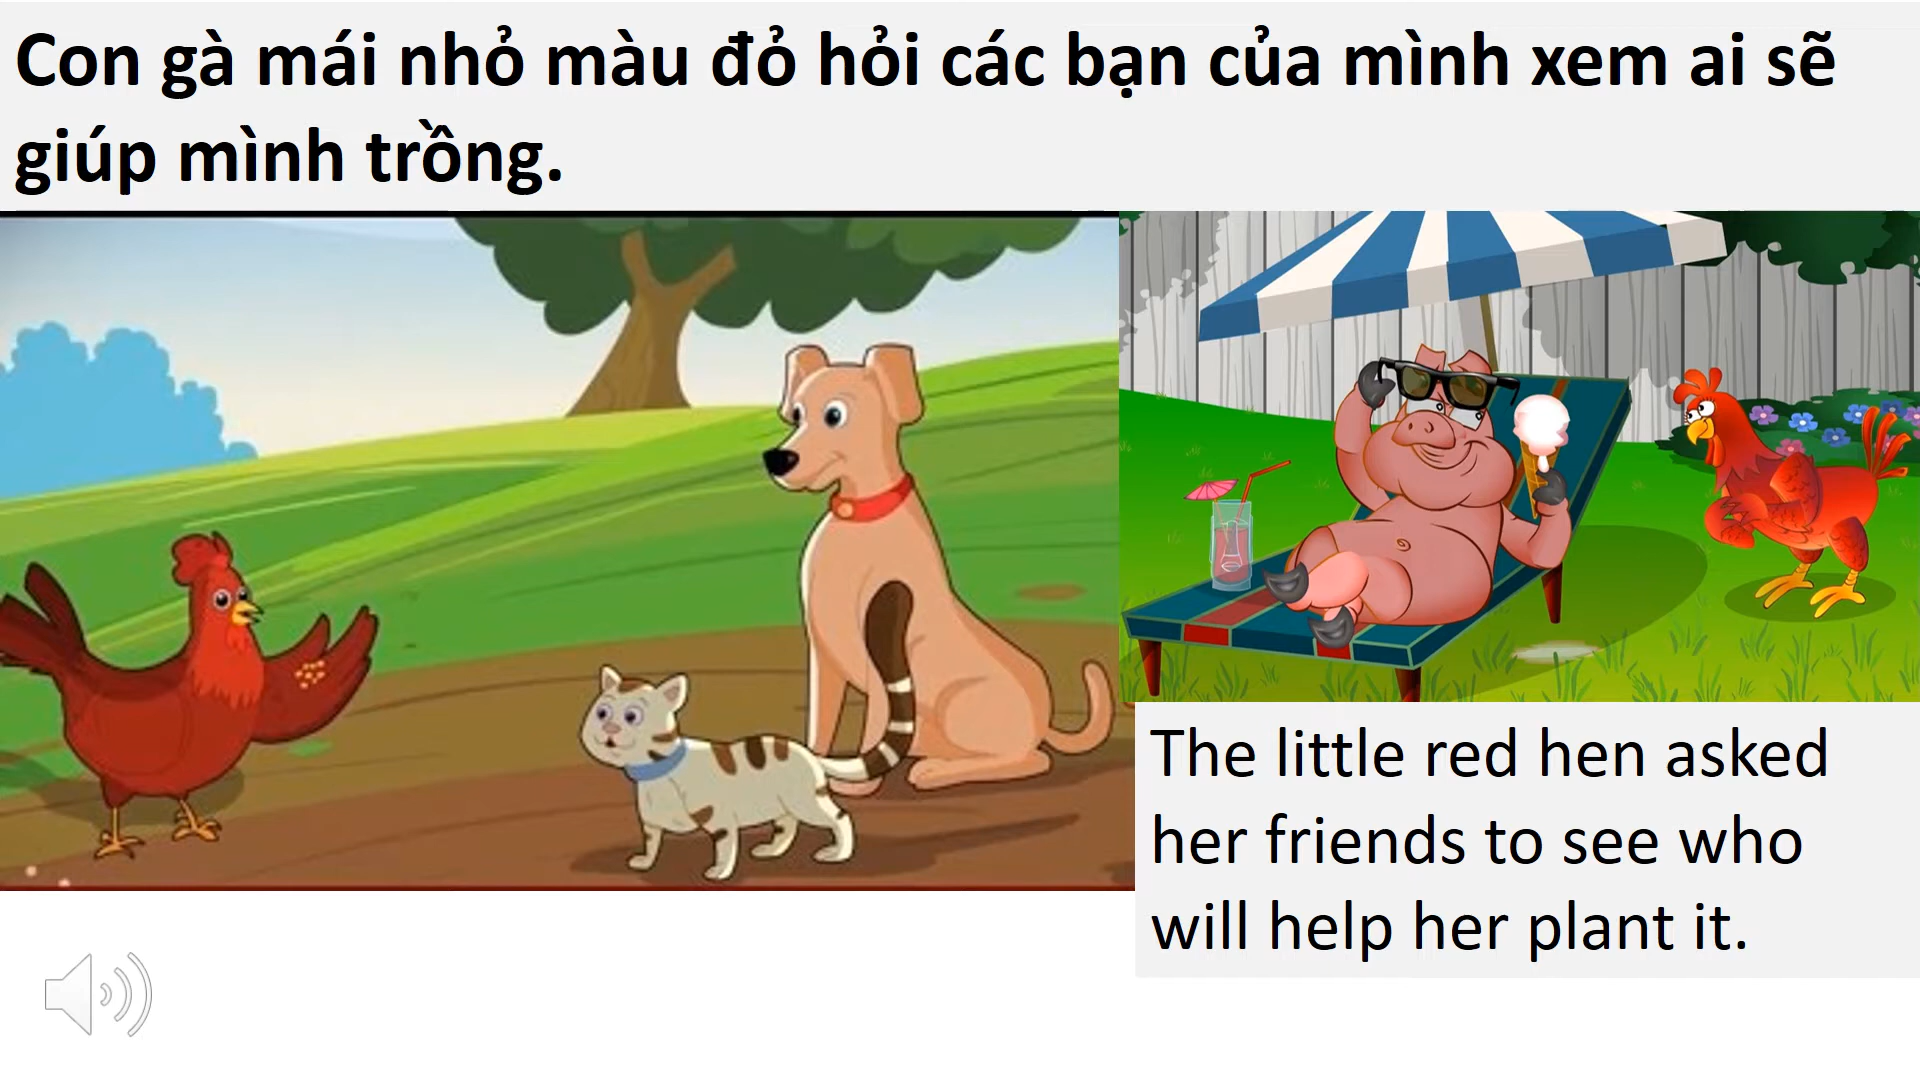 Con gà mái nhỏ màu đỏ hỏi các bạn của mình xem ai sẽ
giúp mình trồng.
The little red hen asked
her friends to see who
will help her plant it.